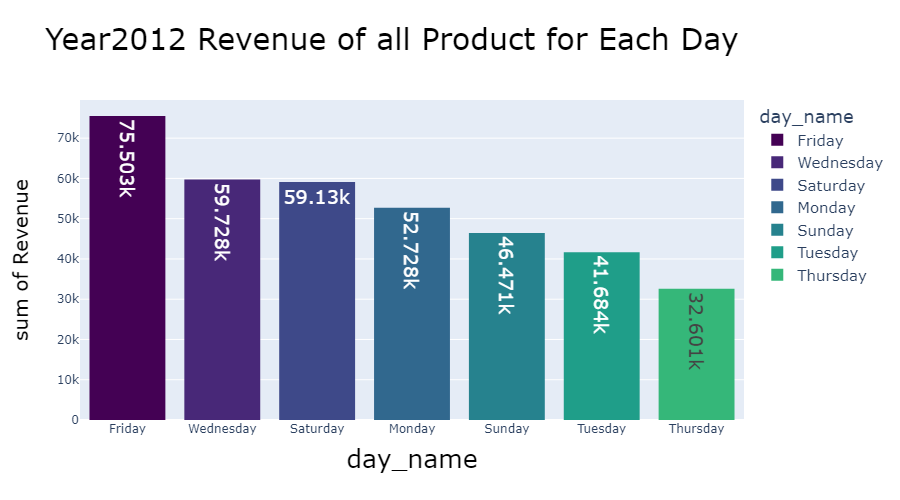 Year2012 Revenue of all Product for Each Day
sum of Revenue
70k
60k
50k
40k
30k
20k
10k
0
75.503k
59.728k
59.13k
52.728k
46.471k
41.684k
32.601k
Friday
Wednesday
Saturday
Monday
Sunday
Tuesday
Thursday
day_name
day_name
Friday
Wednesday
Saturday
Monday
Sunday
Tuesday
Thursday